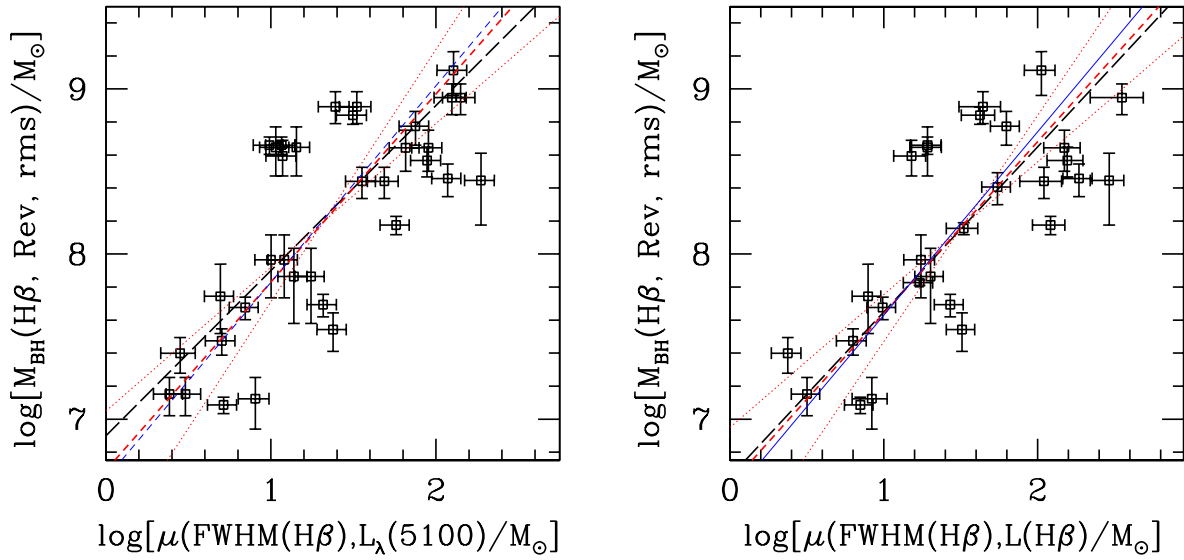 log[M_BH(Hβ, Rev, rms)/M_⊙]
9
8
7
0 1 2
log[μ(FWHM(Hβ),L_λ(5100)/M_⊙]
log[M_BH(Hβ, Rev, rms)/M_⊙]
9
8
7
0 1 2
log[μ(FWHM(Hβ),L(Hβ)/M_⊙]